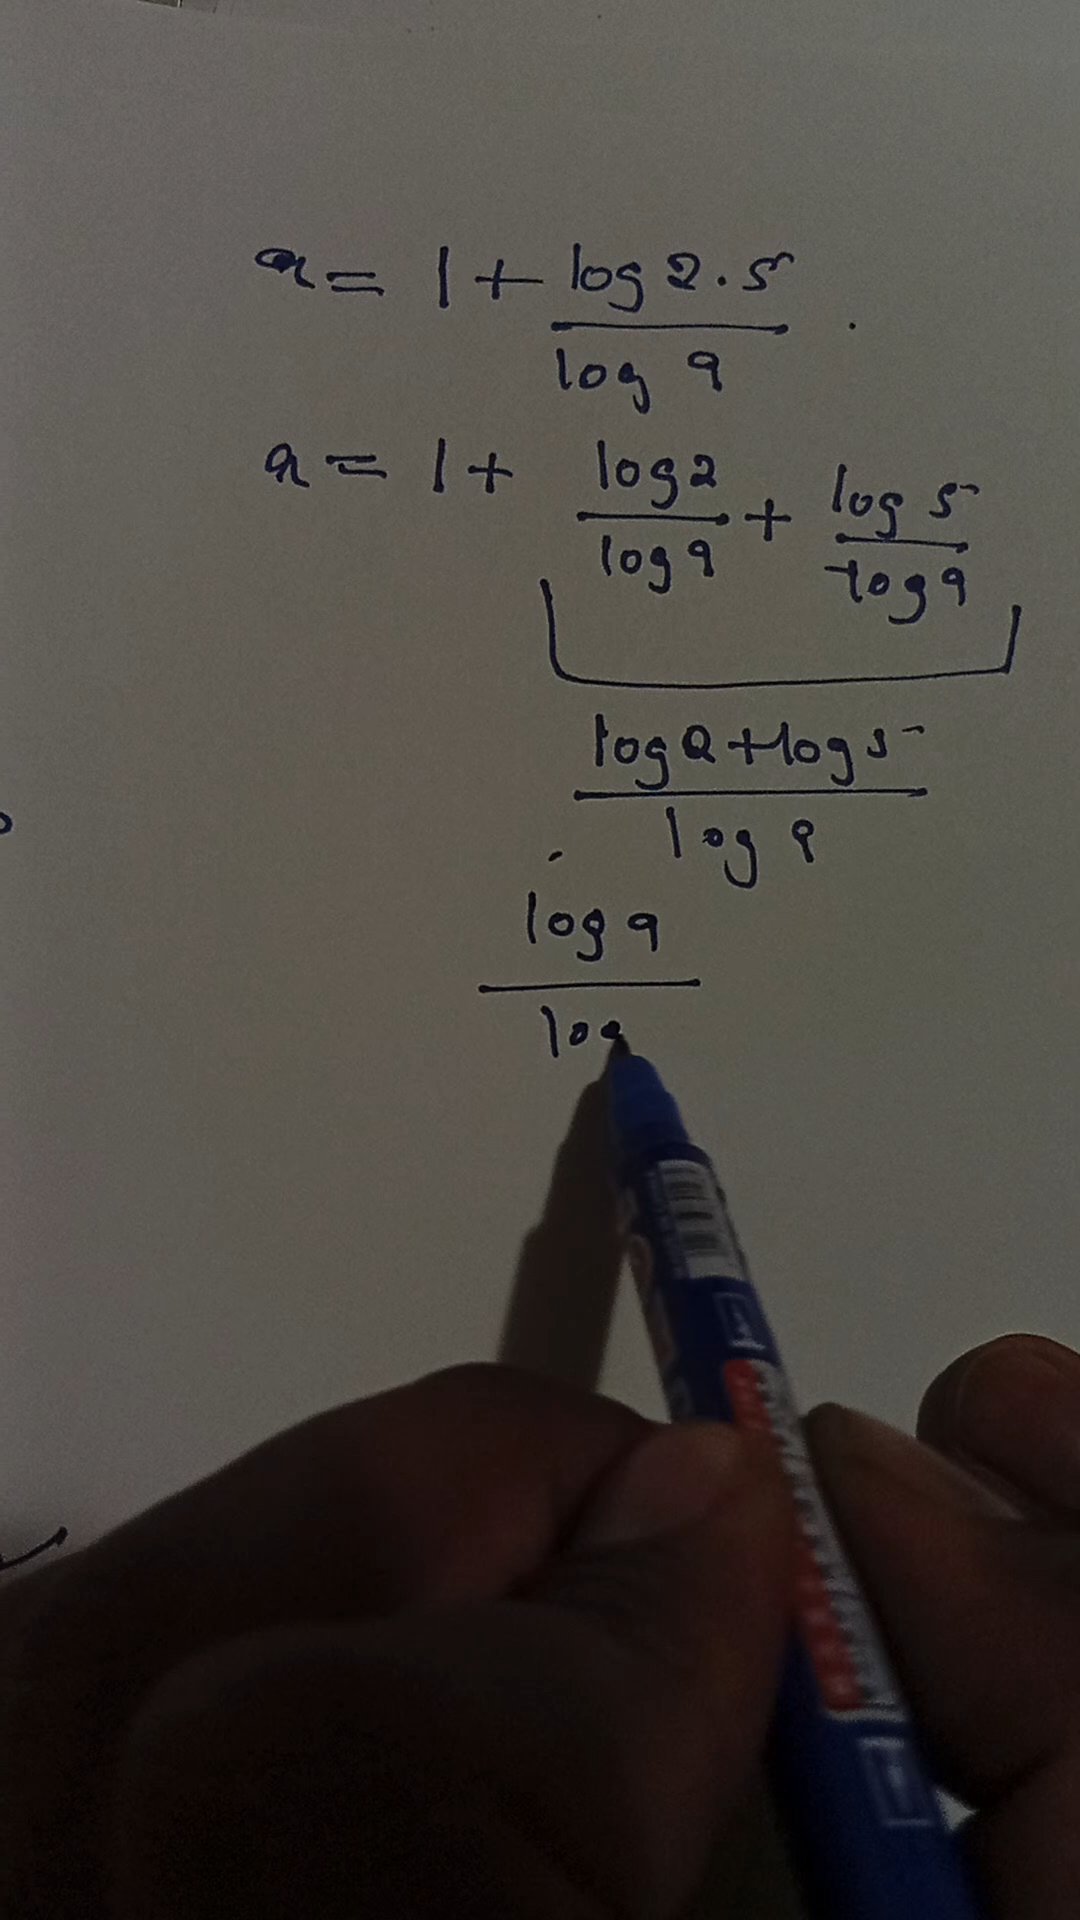 x = 1 + log 2.5 / log 9
x = 1 + log 2 / log 9 + log 5 / log 9
log 2 + log 5 / log 9
log 9 / log